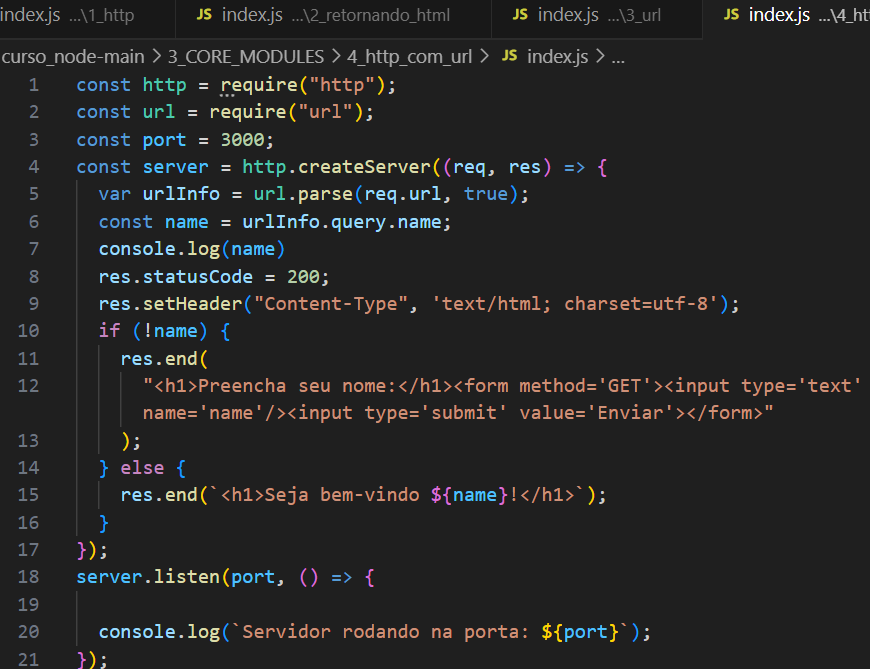 index.js ...\1_http JS index.js ...\2_retornando_html JS index.js ...\3_url JS index.js ...\4_htt
curso_node-main > 3_CORE_MODULES > 4_http_com_url > JS index.js > ...
1 const http = require("http");
2 const url = require("url");
3 const port = 3000;
4 const server = http.createServer((req, res) => {
5 var urlInfo = url.parse(req.url, true);
6 const name = urlInfo.query.name;
7 console.log(name)
8 res.statusCode = 200;
9 res.setHeader("Content-Type", 'text/html; charset=utf-8');
10 if (!name) {
11 res.end(
12 "<h1>Preencha seu nome:</h1><form method='GET'><input type='text'
name='name'/><input type='submit' value='Enviar'></form>"
13 );
14 } else {
15 res.end(`<h1>Seja bem-vindo ${name}!</h1>`);
16 }
17 });
18 server.listen(port, () => {
19
20 console.log(`Servidor rodando na porta: ${port}`);
21 });